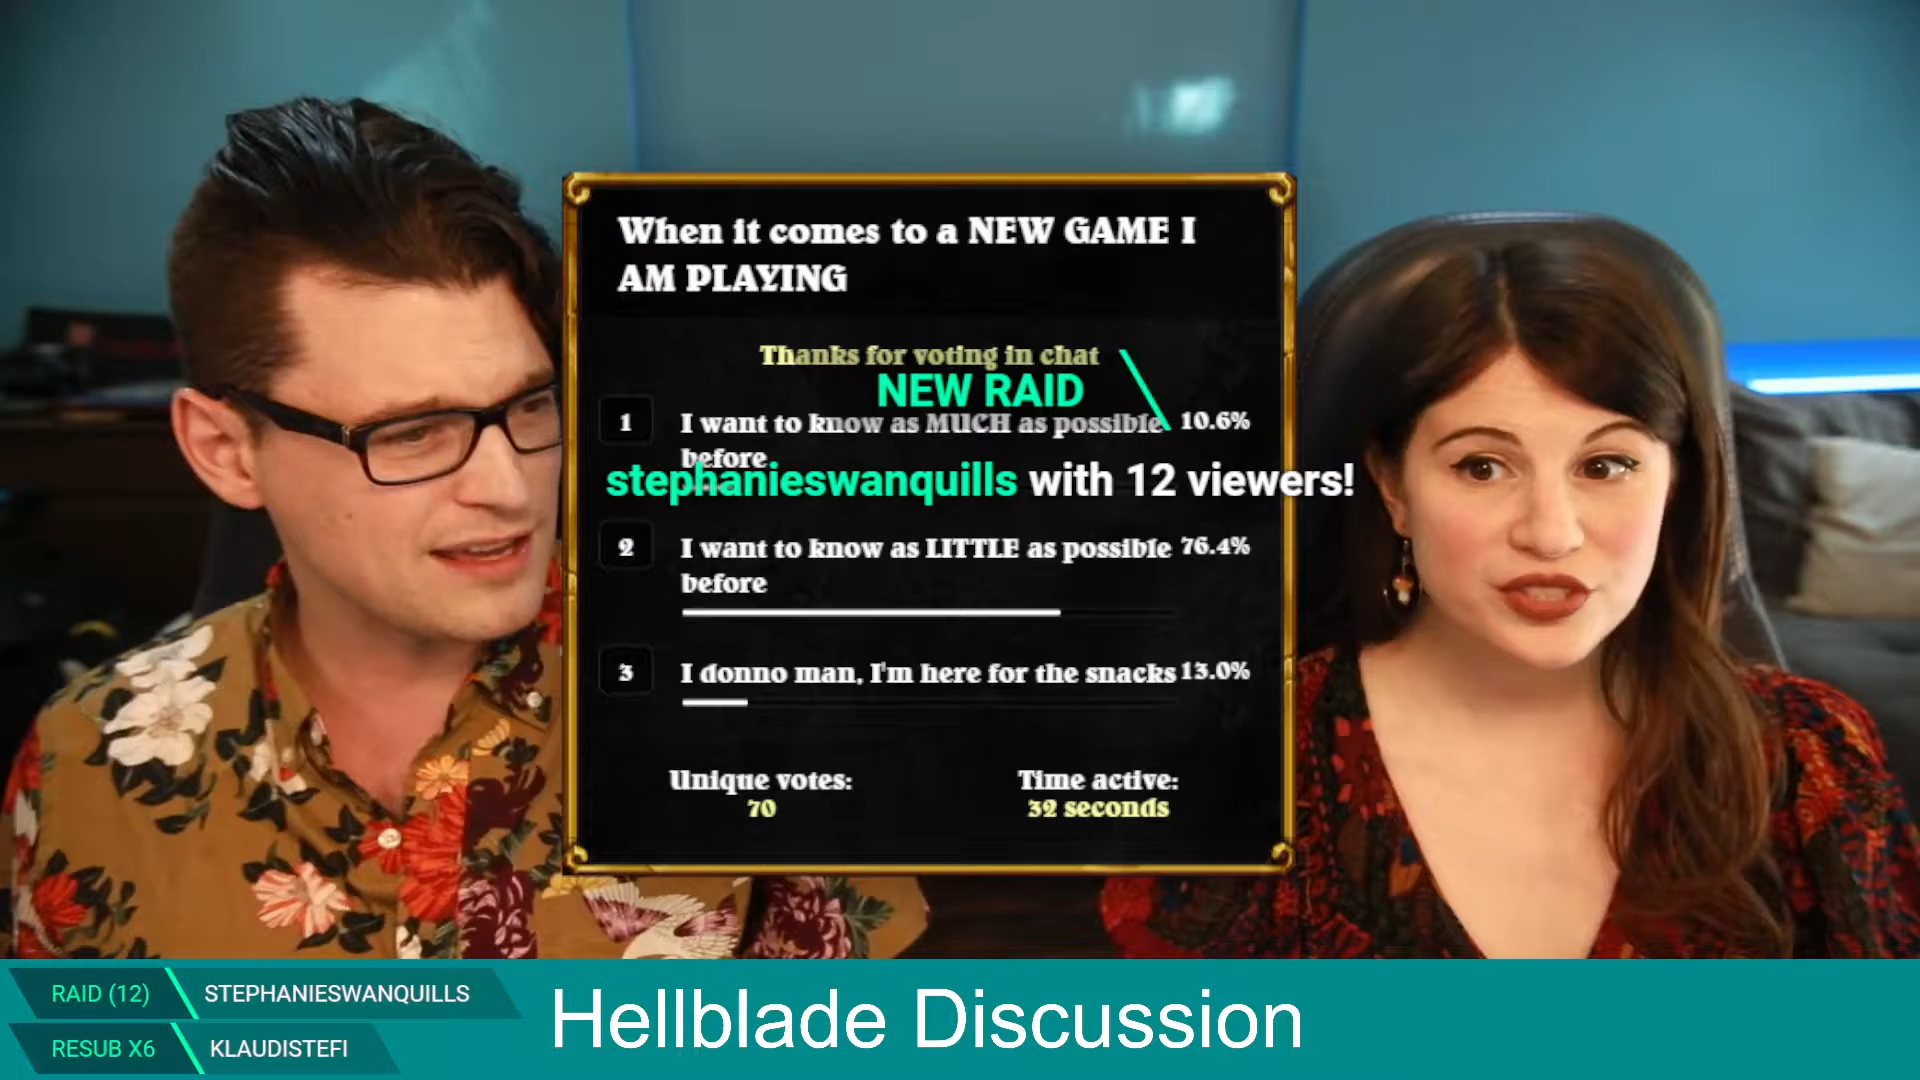 When it comes to a NEW GAME I
AM PLAYING
Thanks for voting in chat
NEW RAID
1 I want to know as MUCH as possible 10.6%
before
stephanieswanquills with 12 viewers!
2 I want to know as LITTLE as possible 76.4%
before
3 I donno man, I'm here for the snacks 13.0%
Unique votes: Time active:
70 32 seconds
RAID (12) STEPHANIESWANQUILLS
RESUB X6 KLAUDISTEFI
Hellblade Discussion